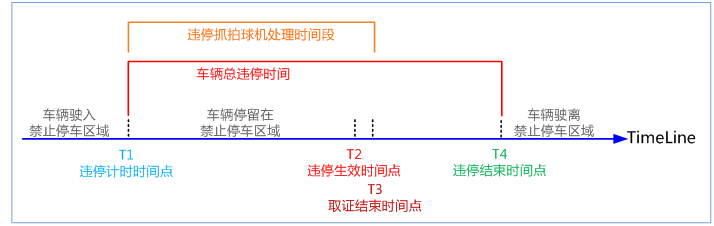 违停抓拍球机处理时间段
车辆总违停时间
车辆驶入
禁止停车区域
车辆停留在
禁止停车区域
车辆驶离
禁止停车区域
TimeLine
T1
违停计时时间点
T2
违停生效时间点
T3
取证结束时间点
T4
违停结束时间点